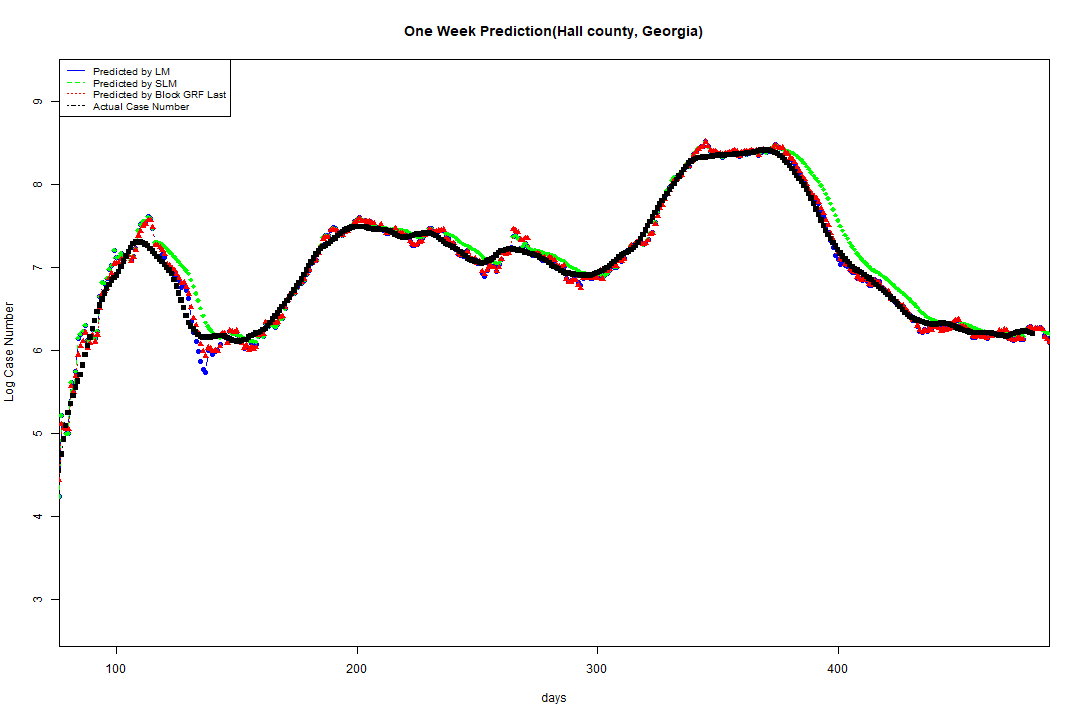 One Week Prediction(Hall county, Georgia)
Predicted by LM
Predicted by SLM
Predicted by Block GRF Last
Actual Case Number
Log Case Number
9
8
7
6
5
4
3
100 200 300 400
days